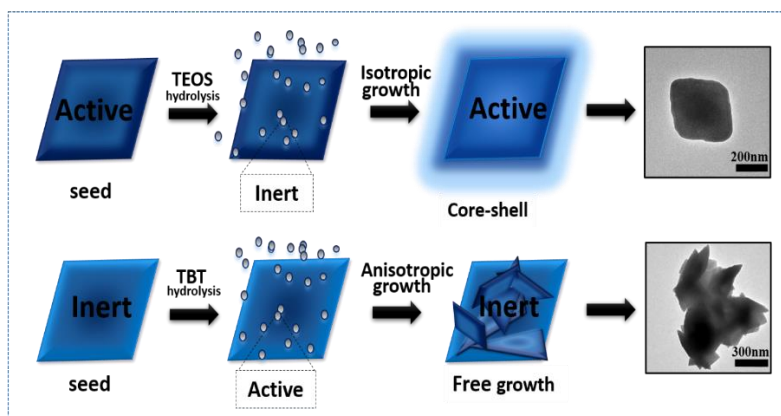 Active
seed
TEOS
hydrolysis
Inert
Isotropic
growth
Active
Core-shell
200nm
Inert
seed
TBT
hydrolysis
Active
Anisotropic
growth
Inert
Free growth
300nm